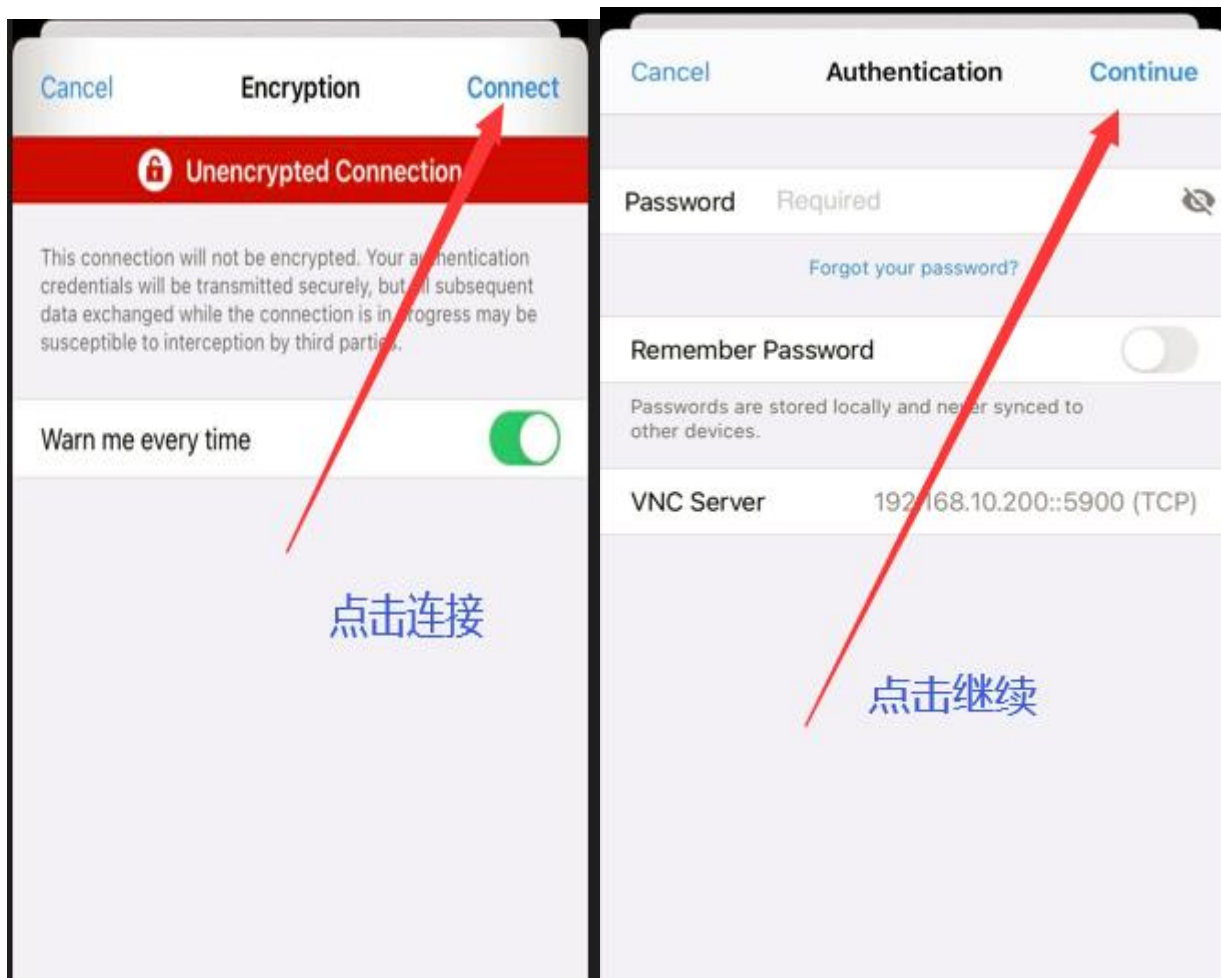 Cancel Encryption Connect
Unencrypted Connection
This connection will not be encrypted. Your authentication
credentials will be transmitted securely, but all subsequent
data exchanged while the connection is in progress may be
susceptible to interception by third parties.
Warn me every time
点击连接
Cancel Authentication Continue
Password Required
Forgot your password?
Remember Password
Passwords are stored locally and never synced to
other devices.
VNC Server 192.168.10.200::5900 (TCP)
点击继续